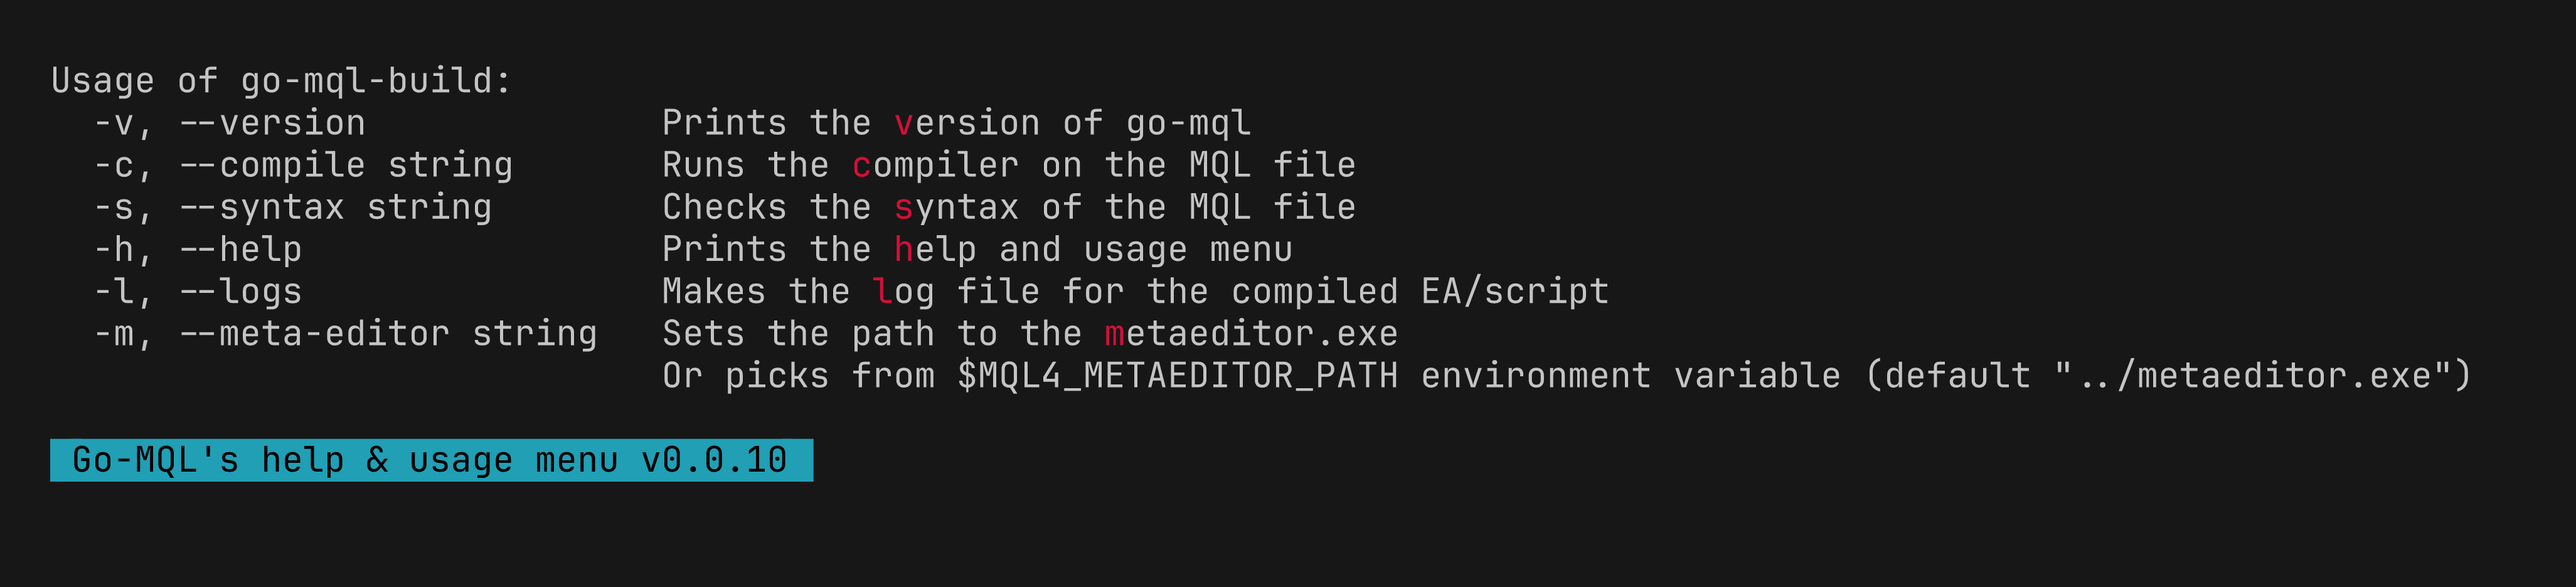 Usage of go-mql-build:
-v, --version Prints the version of go-mql
-c, --compile string Runs the compiler on the MQL file
-s, --syntax string Checks the syntax of the MQL file
-h, --help Prints the help and usage menu
-l, --logs Makes the log file for the compiled EA/script
-m, --meta-editor string Sets the path to the metaeditor.exe
Or picks from $MQL4_METAEDITOR_PATH environment variable (default "../metaeditor.exe")
Go-MQL's help & usage menu v0.0.10